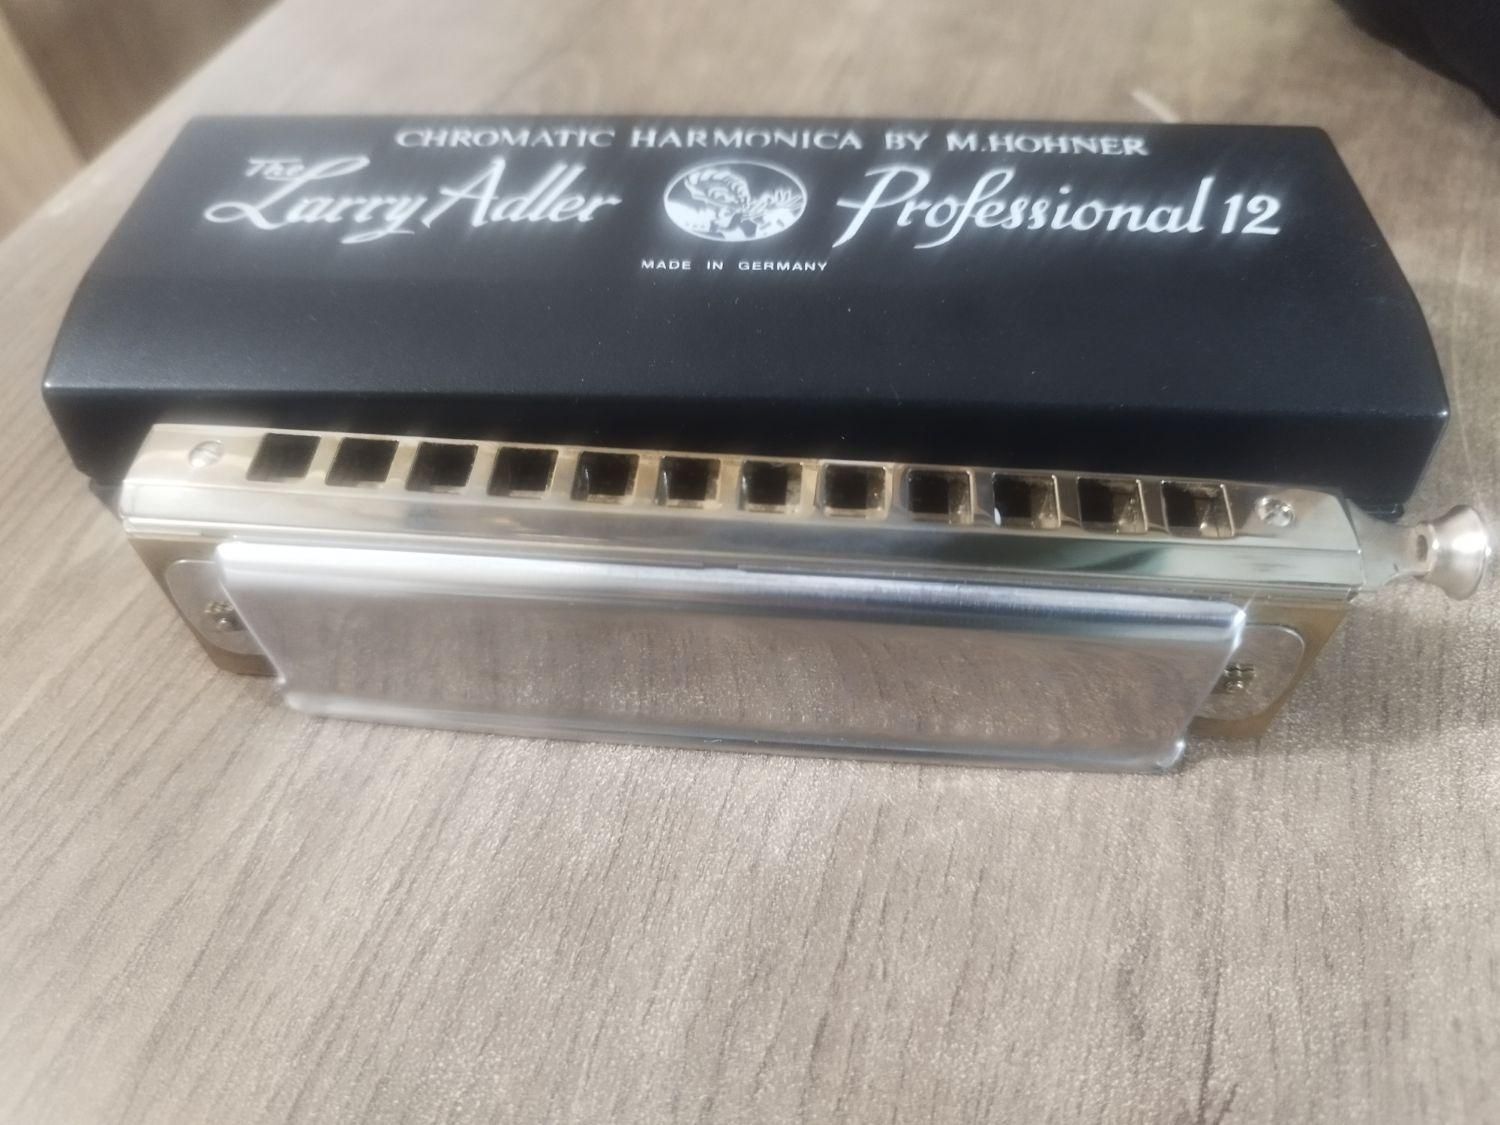 CHROMATIC HARMONICA BY M.HOHNER
The Larry Adler Professional 12
MADE IN GERMANY